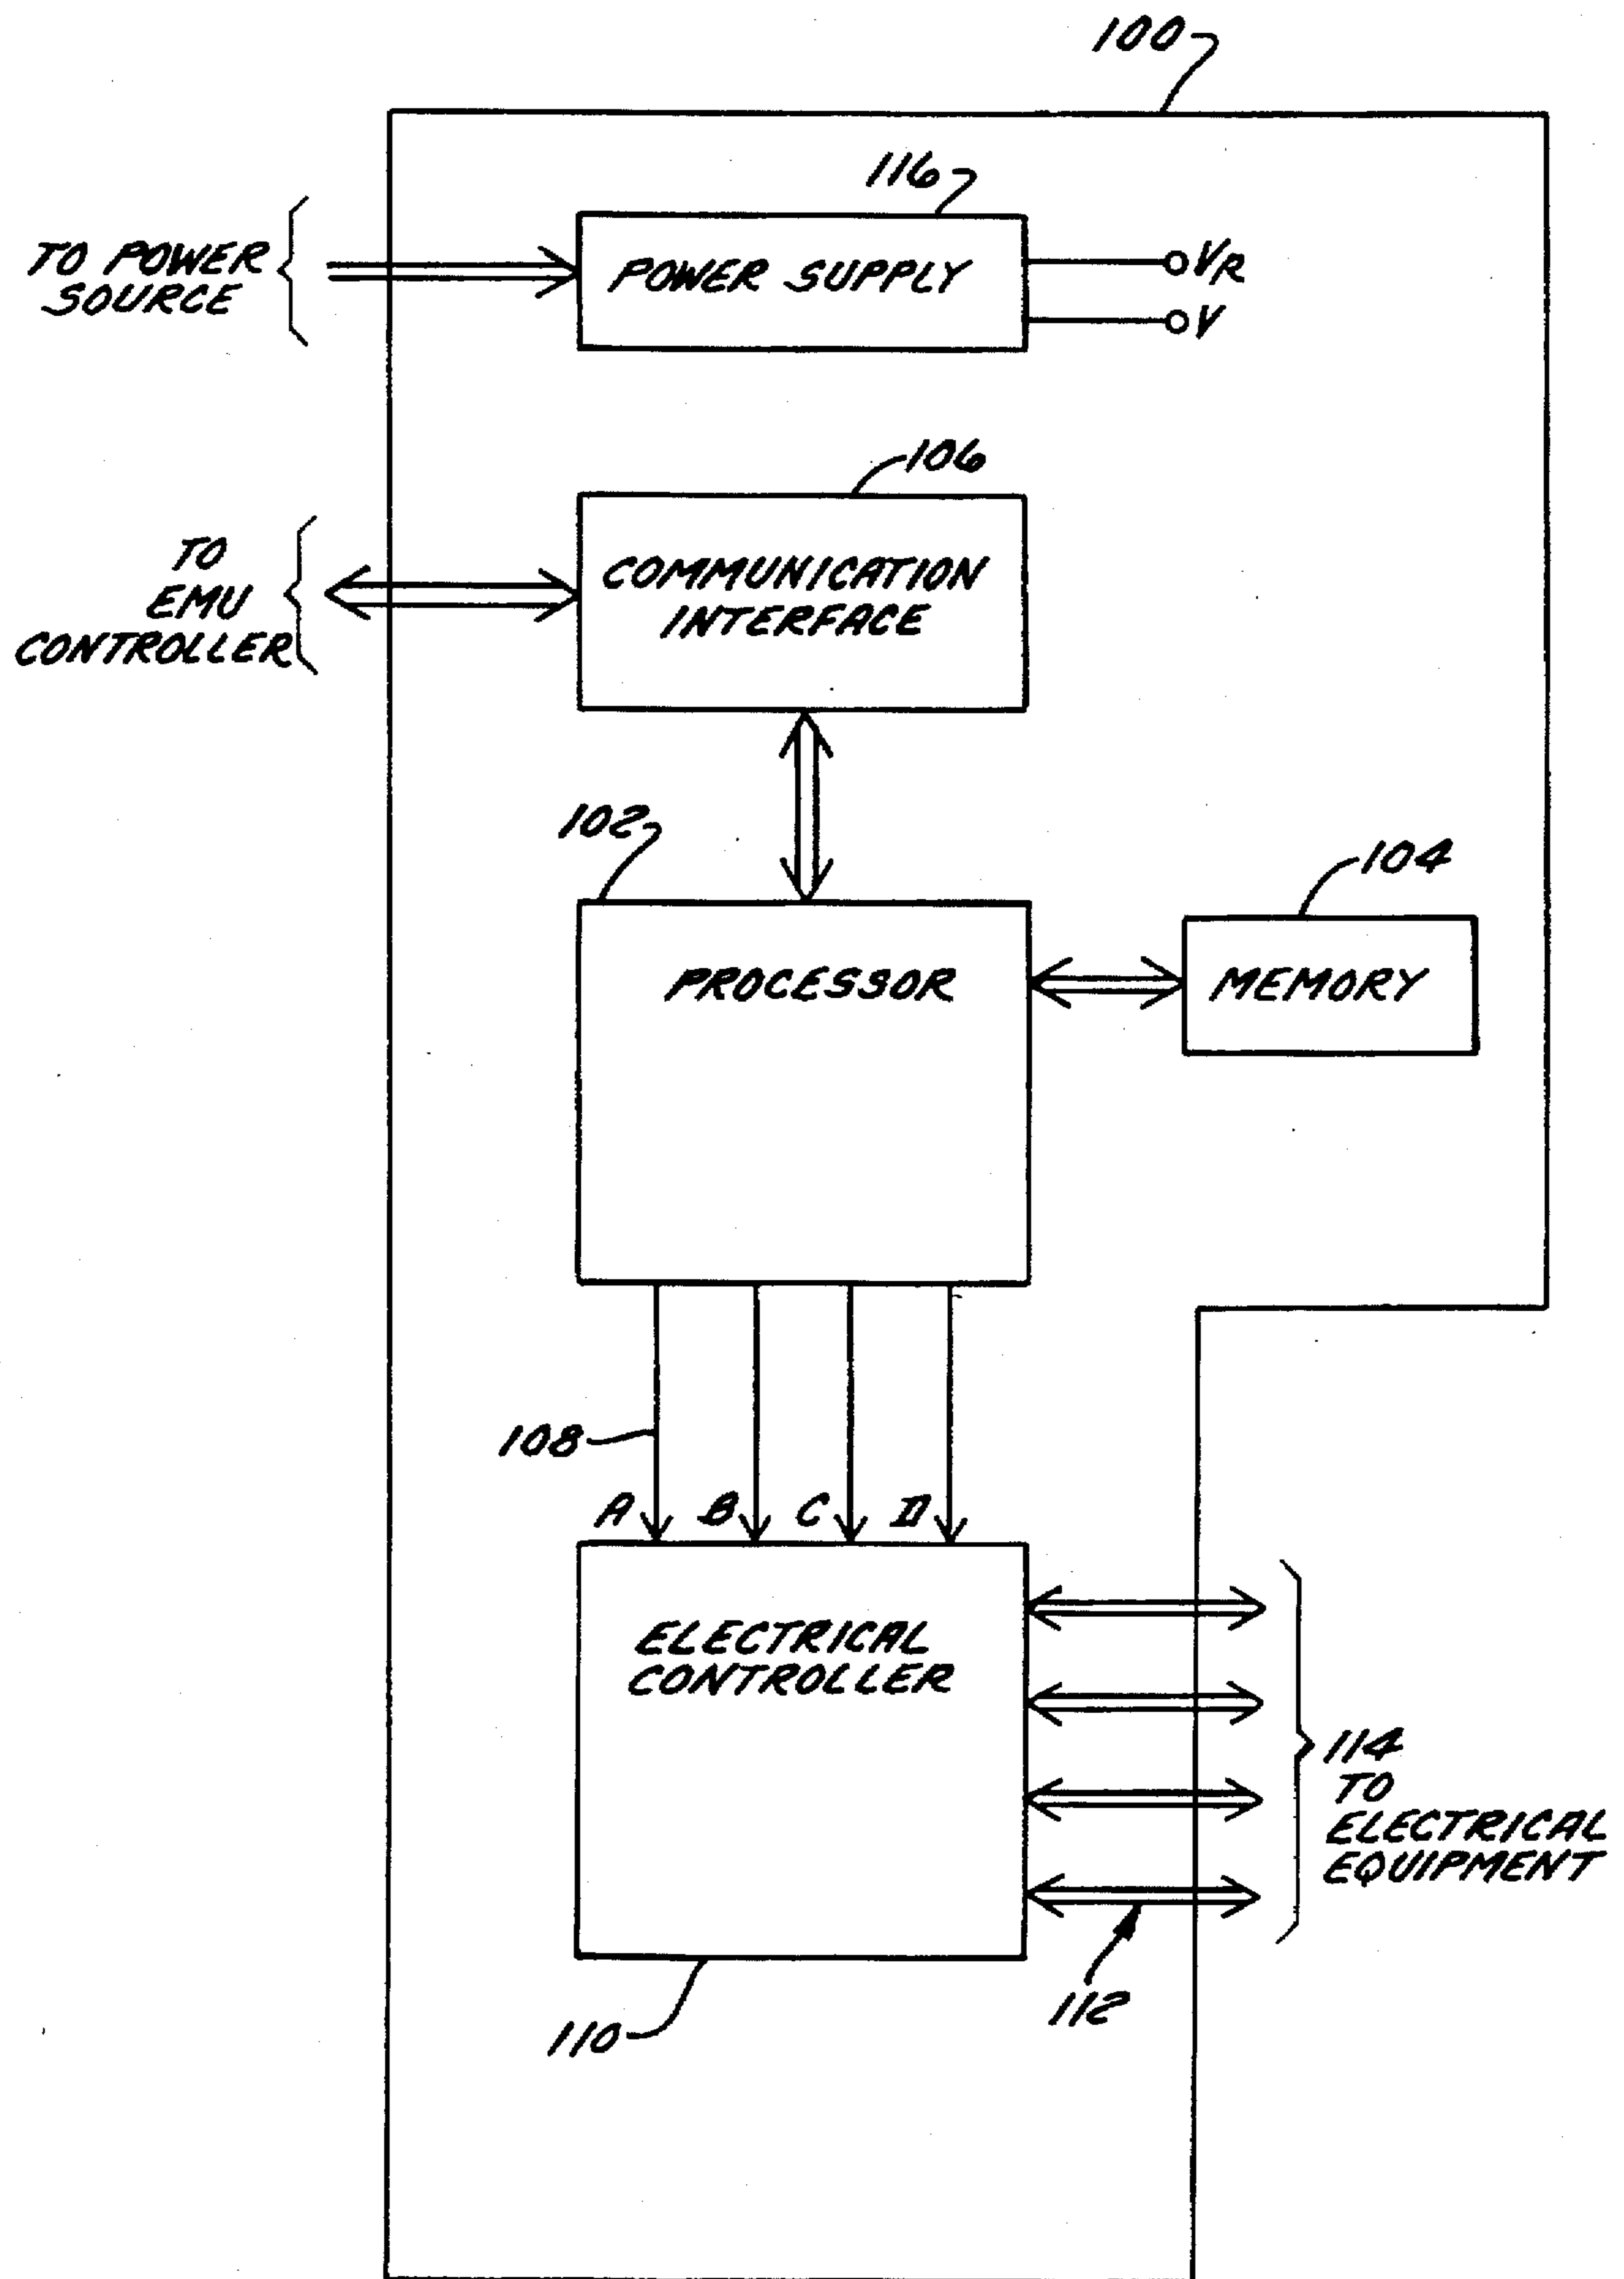 100
116
TO POWER
SOURCE
POWER SUPPLY
VR
V
106
TO
EMU
CONTROLLER
COMMUNICATION
INTERFACE
102
104
PROCESSOR
MEMORY
108
A B C D
ELECTRICAL
CONTROLLER
114
TO
ELECTRICAL
EQUIPMENT
112
110